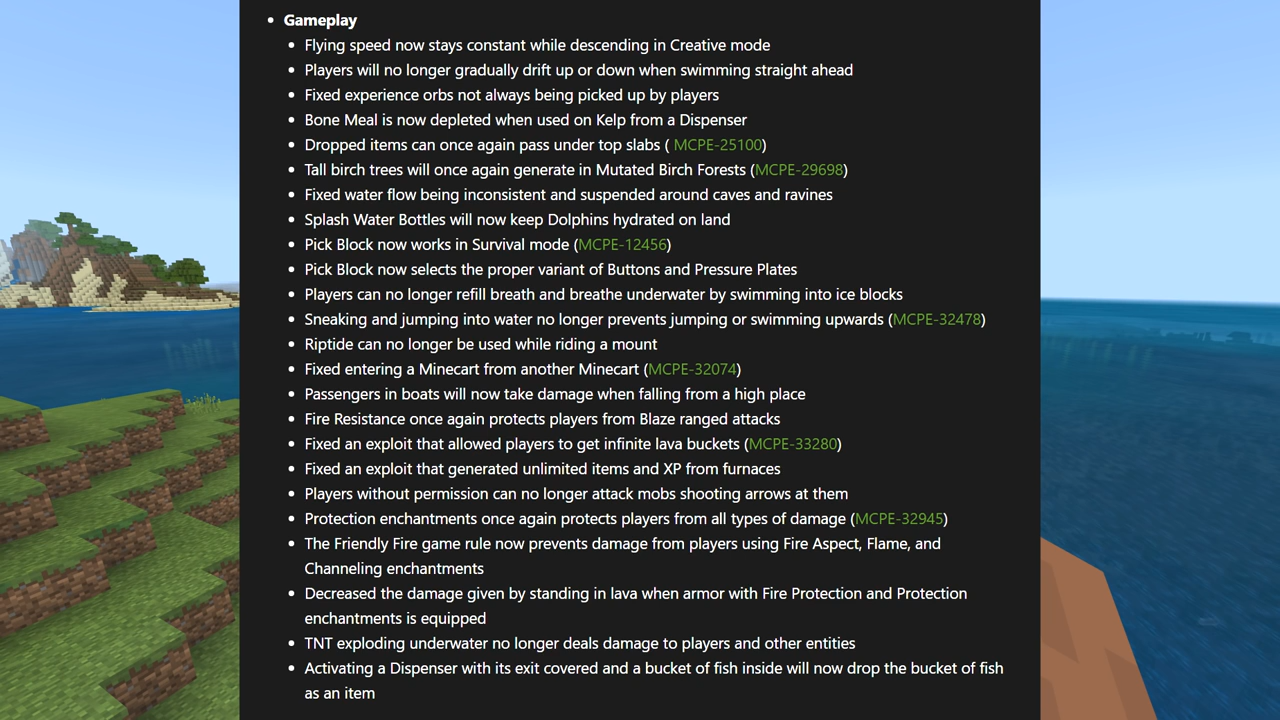 Gameplay
Flying speed now stays constant while descending in Creative mode
Players will no longer gradually drift up or down when swimming straight ahead
Fixed experience orbs not always being picked up by players
Bone Meal is now depleted when used on Kelp from a Dispenser
Dropped items can once again pass under top slabs ( MCPE-25100)
Tall birch trees will once again generate in Mutated Birch Forests (MCPE-29698)
Fixed water flow being inconsistent and suspended around caves and ravines
Splash Water Bottles will now keep Dolphins hydrated on land
Pick Block now works in Survival mode (MCPE-12456)
Pick Block now selects the proper variant of Buttons and Pressure Plates
Players can no longer refill breath and breathe underwater by swimming into ice blocks
Sneaking and jumping into water no longer prevents jumping or swimming upwards (MCPE-32478)
Riptide can no longer be used while riding a mount
Fixed entering a Minecart from another Minecart (MCPE-32074)
Passengers in boats will now take damage when falling from a high place
Fire Resistance once again protects players from Blaze ranged attacks
Fixed an exploit that allowed players to get infinite lava buckets (MCPE-33280)
Fixed an exploit that generated unlimited items and XP from furnaces
Players without permission can no longer attack mobs shooting arrows at them
Protection enchantments once again protects players from all types of damage (MCPE-32945)
The Friendly Fire game rule now prevents damage from players using Fire Aspect, Flame, and
Channeling enchantments
Decreased the damage given by standing in lava when armor with Fire Protection and Protection
enchantments is equipped
TNT exploding underwater no longer deals damage to players and other entities
Activating a Dispenser with its exit covered and a bucket of fish inside will now drop the bucket of fish
as an item